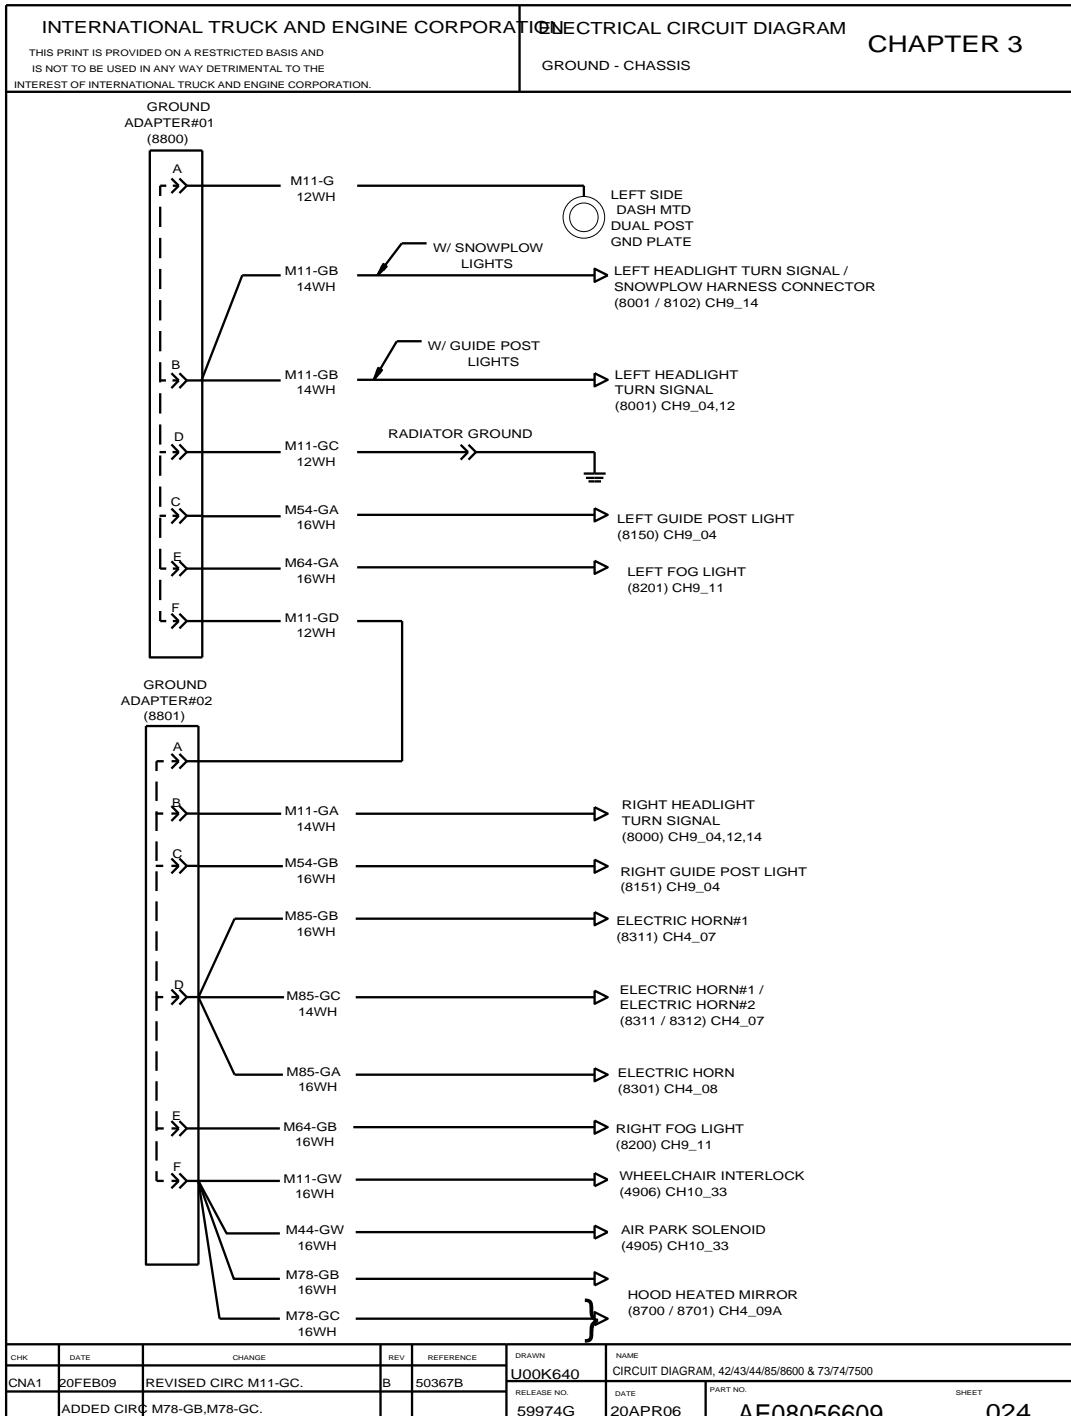 INTERNATIONAL TRUCK AND ENGINE CORPORATION
THIS PRINT IS PROVIDED ON A RESTRICTED BASIS AND
IS NOT TO BE USED IN ANY WAY DETRIMENTAL TO THE
INTEREST OF INTERNATIONAL TRUCK AND ENGINE CORPORATION.
ELECTRICAL CIRCUIT DIAGRAM
GROUND - CHASSIS
CHAPTER 3
GROUND
ADAPTER#01
(8800)
A
M11-G
12WH
LEFT SIDE
DASH MTD
DUAL POST
GND PLATE
W/ SNOWPLOW
LIGHTS
M11-GB
14WH
LEFT HEADLIGHT TURN SIGNAL /
SNOWPLOW HARNESS CONNECTOR
(8001 / 8102) CH9_14
W/ GUIDE POST
LIGHTS
B
M11-GB
14WH
LEFT HEADLIGHT
TURN SIGNAL
(8001) CH9_04,12
D
M11-GC
12WH
RADIATOR GROUND
C
M54-GA
16WH
LEFT GUIDE POST LIGHT
(8150) CH9_04
E
M64-GA
16WH
LEFT FOG LIGHT
(8201) CH9_11
F
M11-GD
12WH
GROUND
ADAPTER#02
(8801)
A
B
M11-GA
14WH
RIGHT HEADLIGHT
TURN SIGNAL
(8000) CH9_04,12,14
C
M54-GB
16WH
RIGHT GUIDE POST LIGHT
(8151) CH9_04
M85-GB
16WH
ELECTRIC HORN#1
(8311) CH4_07
D
M85-GC
14WH
ELECTRIC HORN#1 /
ELECTRIC HORN#2
(8311 / 8312) CH4_07
M85-GA
16WH
ELECTRIC HORN
(8301) CH4_08
E
M64-GB
16WH
RIGHT FOG LIGHT
(8200) CH9_11
F
M11-GW
16WH
WHEELCHAIR INTERLOCK
(4906) CH10_33
M44-GW
16WH
AIR PARK SOLENOID
(4905) CH10_33
M78-GB
16WH
HOOD HEATED MIRROR
(8700 / 8701) CH4_09A
M78-GC
16WH
CHK DATE CHANGE REV REFERENCE
CNA1 20FEB09 REVISED CIRC M11-GC. B 50367B
ADDED CIRC M78-GB,M78-GC.
DRAWN
U00K640
NAME
CIRCUIT DIAGRAM, 42/43/44/85/8600 & 73/74/7500
RELEASE NO.
59974G
DATE
20APR06
PART NO.
AE08056609
SHEET
024